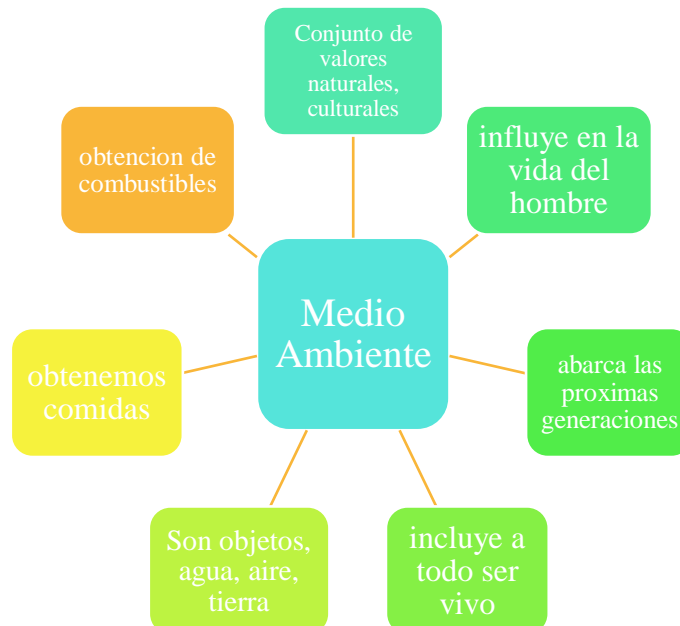 Conjunto de
valores
naturales,
culturales
influye en la
vida del
hombre
abarca las
proximas
generaciones
incluye a
todo ser
vivo
Son objetos,
agua, aire,
tierra
obtenemos
comidas
obtencion de
combustibles
Medio
Ambiente